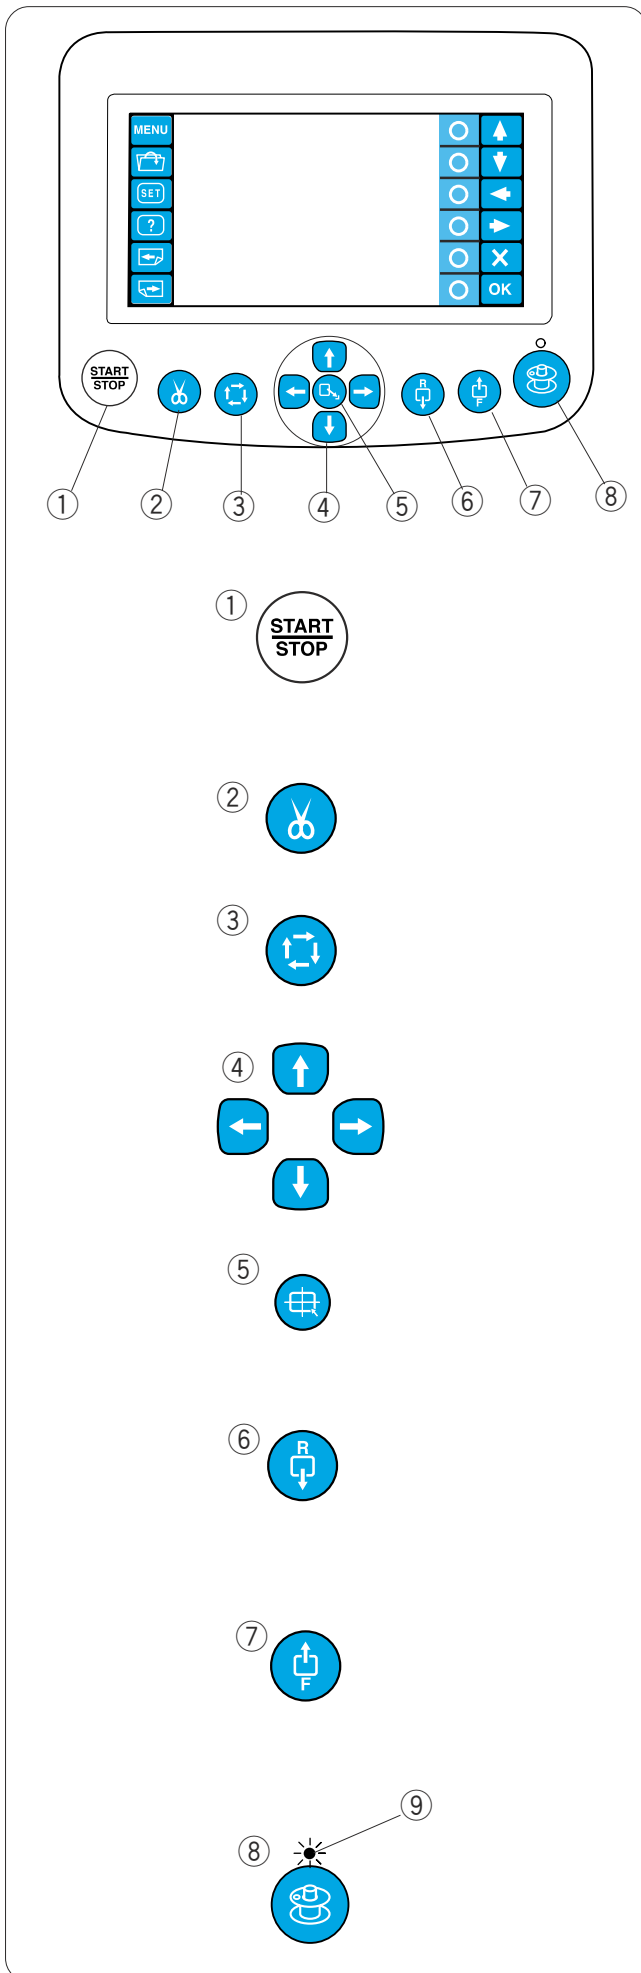 MENU
SET
?
OK
START
STOP
R
F
① ② ③ ④ ⑤ ⑥ ⑦ ⑧
①
START
STOP
②
③
④
⑤
⑥
R
⑦
F
⑨
⑧